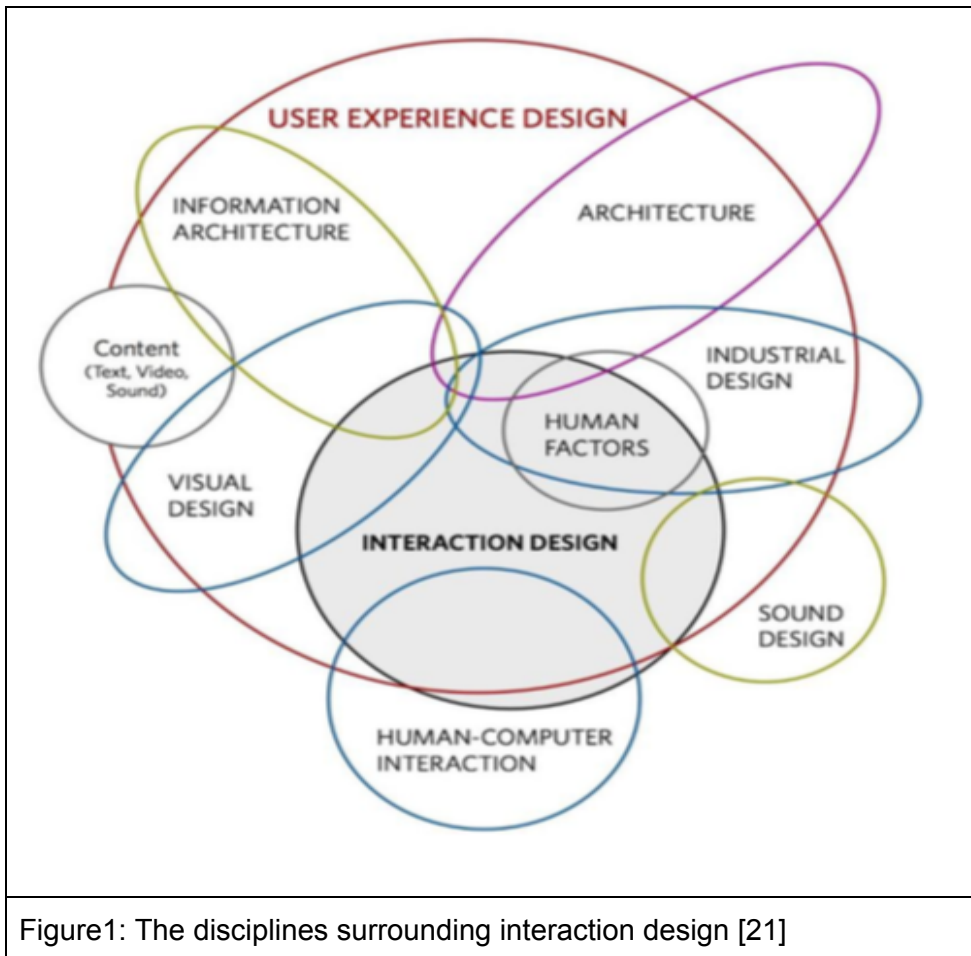 USER EXPERIENCE DESIGN
INFORMATION
ARCHITECTURE
ARCHITECTURE
Content
(Text, Video,
Sound)
INDUSTRIAL
DESIGN
HUMAN
FACTORS
VISUAL
DESIGN
INTERACTION DESIGN
SOUND
DESIGN
HUMAN-COMPUTER
INTERACTION
Figure1: The disciplines surrounding interaction design [21]